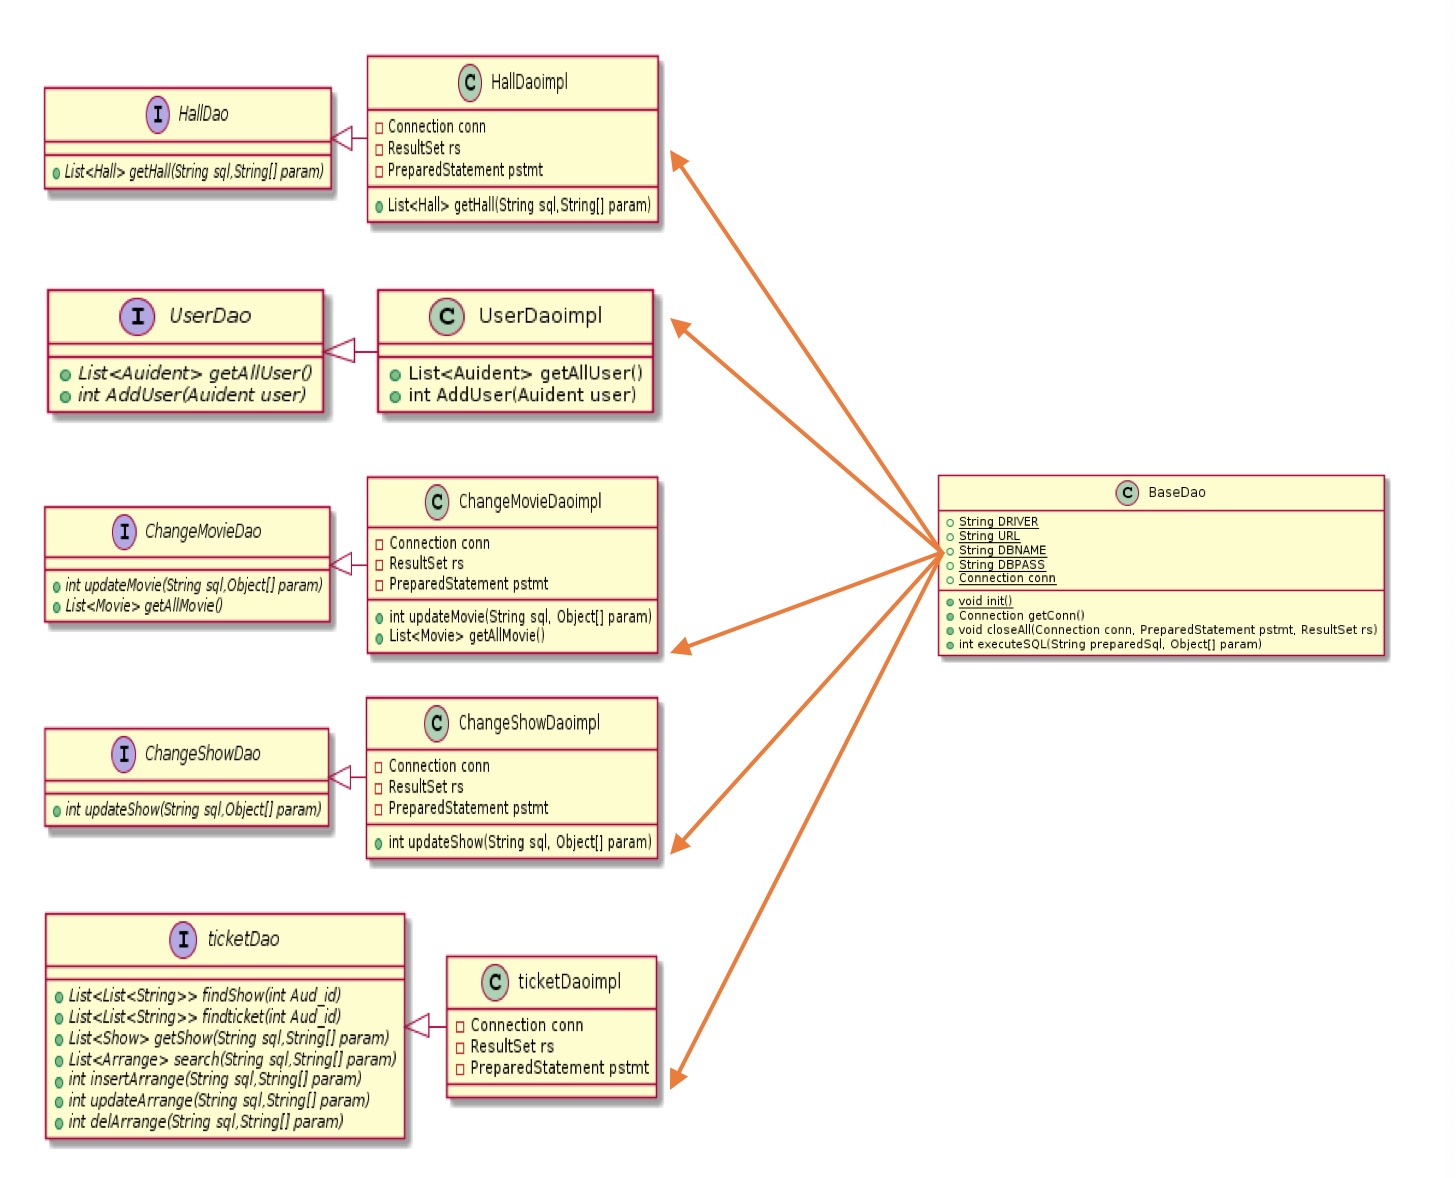 I HallDao
List<Hall> getHall(String sql,String[] param)
C HallDaoimpl
Connection conn
ResultSet rs
PreparedStatement pstmt
List<Hall> getHall(String sql,String[] param)
I UserDao
List<Auident> getAllUser()
int AddUser(Auident user)
C UserDaoimpl
List<Auident> getAllUser()
int AddUser(Auident user)
I ChangeMovieDao
int updateMovie(String sql,Object[] param)
List<Movie> getAllMovie()
C ChangeMovieDaoimpl
Connection conn
ResultSet rs
PreparedStatement pstmt
int updateMovie(String sql, Object[] param)
List<Movie> getAllMovie()
I ChangeShowDao
int updateShow(String sql,Object[] param)
C ChangeShowDaoimpl
Connection conn
ResultSet rs
PreparedStatement pstmt
int updateShow(String sql, Object[] param)
I ticketDao
List<List<String>> findShow(int Aud_id)
List<List<String>> findticket(int Aud_id)
List<Show> getShow(String sql,String[] param)
List<Arrange> search(String sql,String[] param)
int insertArrange(String sql,String[] param)
int updateArrange(String sql,String[] param)
int delArrange(String sql,String[] param)
C ticketDaoimpl
Connection conn
ResultSet rs
PreparedStatement pstmt
C BaseDao
String DRIVER
String URL
String DBNAME
String DBPASS
Connection conn
void init()
Connection getConn()
void closeAll(Connection conn, PreparedStatement pstmt, ResultSet rs)
int executeSQL(String preparedSql, Object[] param)